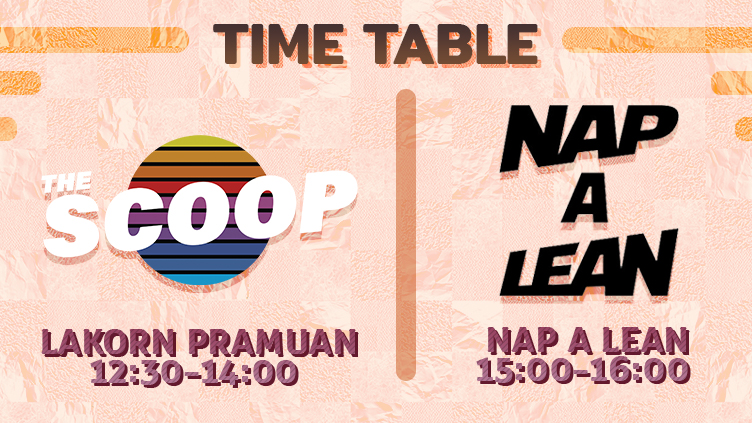 TIME TABLE
THE
SCOOP
LAKORN PRAMUAN
12:30-14:00
NAP
A
LEAN
NAP A LEAN
15:00-16:00